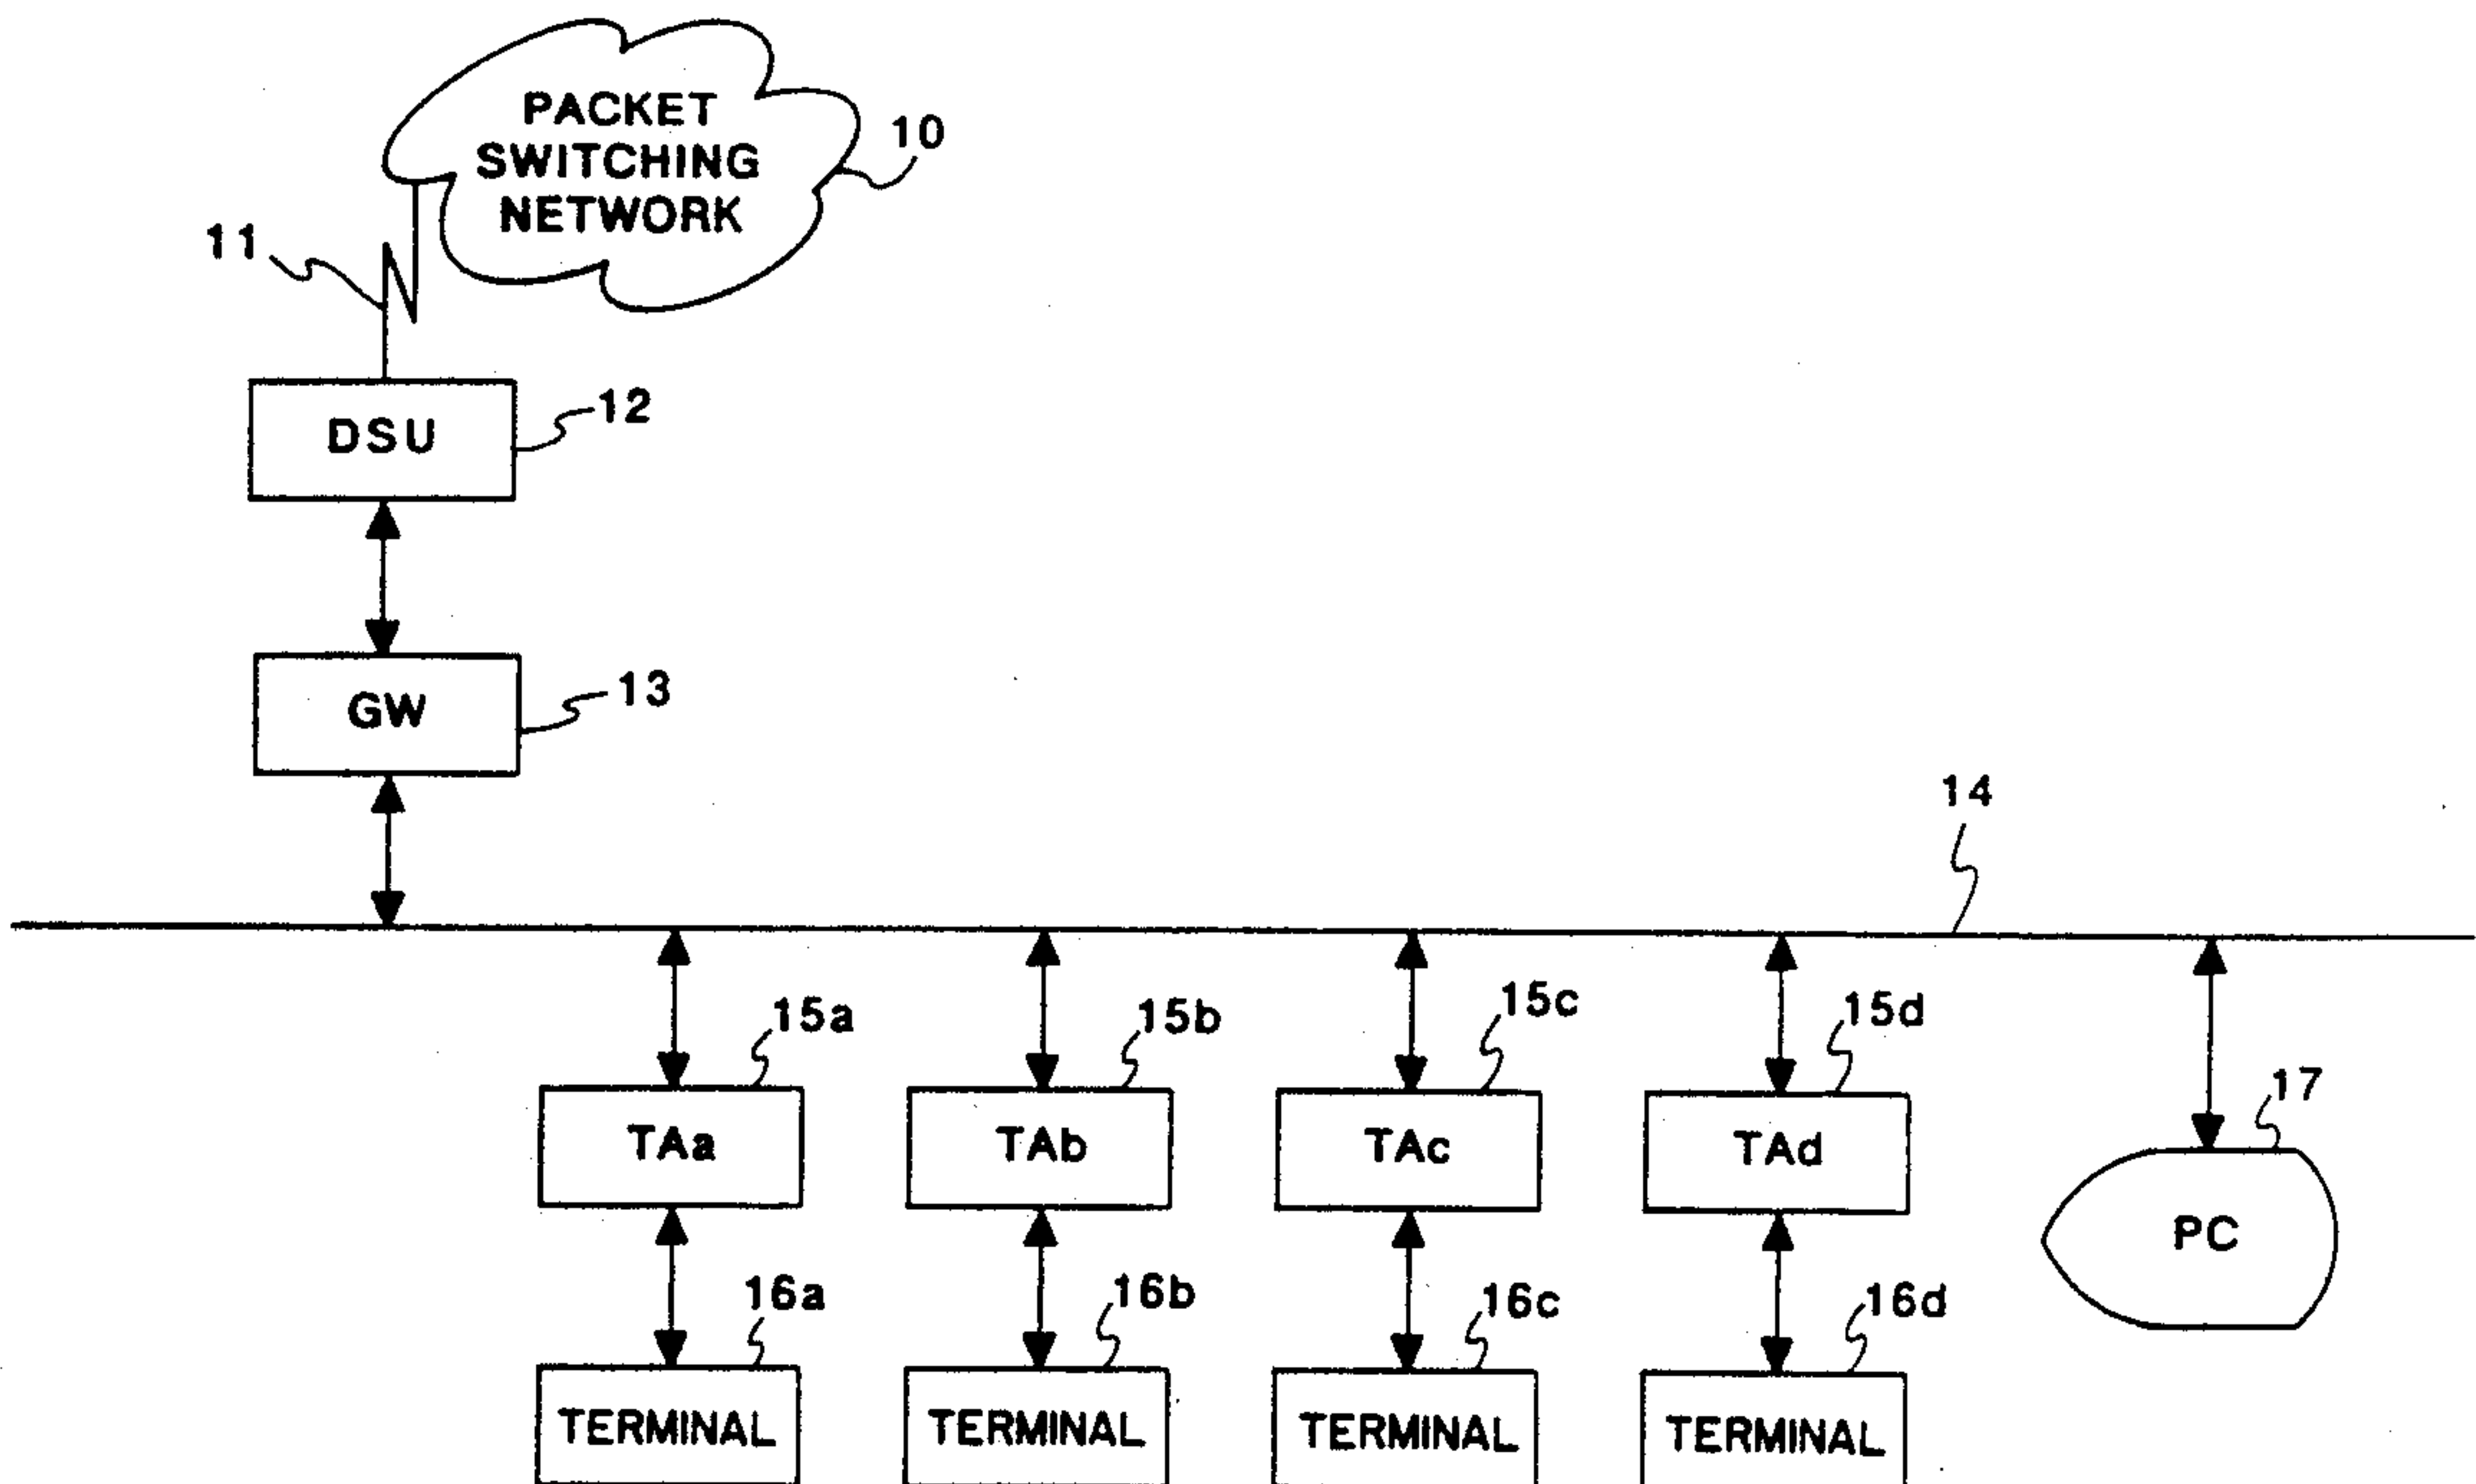 PACKET
SWITCHING
NETWORK
10
11
DSU
12
GW
13
14
15a
15b
15c
15d
TAa
TAb
TAc
TAd
17
PC
16a
16b
16c
16d
TERMINAL
TERMINAL
TERMINAL
TERMINAL